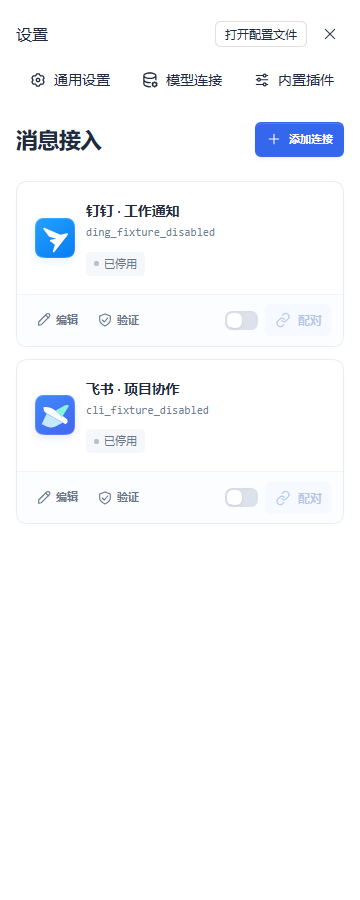 设置
打开配置文件
通用设置
模型连接
内置插件
消息接入
添加连接
钉钉 · 工作通知
ding_fixture_disabled
已停用
编辑
验证
配对
飞书 · 项目协作
cli_fixture_disabled
已停用
编辑
验证
配对